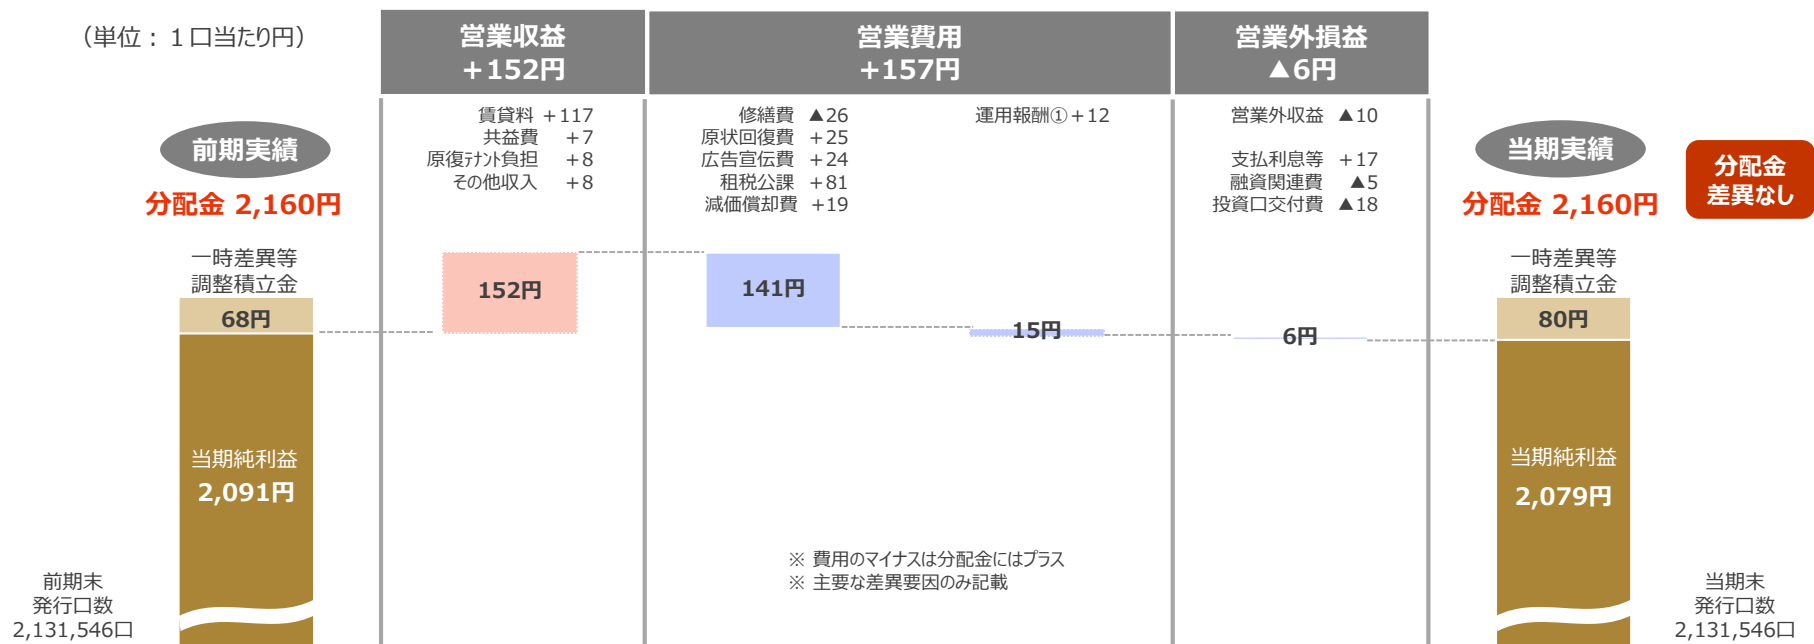 （単位：１口当たり円）
営業収益
+152円
営業費用
+157円
営業外損益
▲6円
前期実績
分配金 2,160円
一時差異等
調整積立金
68円
当期純利益
2,091円
前期末
発行口数
2,131,546口
賃貸料 +117
共益費 +7
原復ﾃﾅﾝﾄ負担 +8
その他収入 +8
152円
修繕費 ▲26
原状回復費 +25
広告宣伝費 +24
租税公課 +81
減価償却費 +19
運用報酬①+12
141円
15円
※ 費用のマイナスは分配金にはプラス
※ 主要な差異要因のみ記載
営業外収益 ▲10
支払利息等 +17
融資関連費 ▲5
投資口交付費 ▲18
6円
当期実績
分配金 2,160円
分配金
差異なし
一時差異等
調整積立金
80円
当期純利益
2,079円
当期末
発行口数
2,131,546口